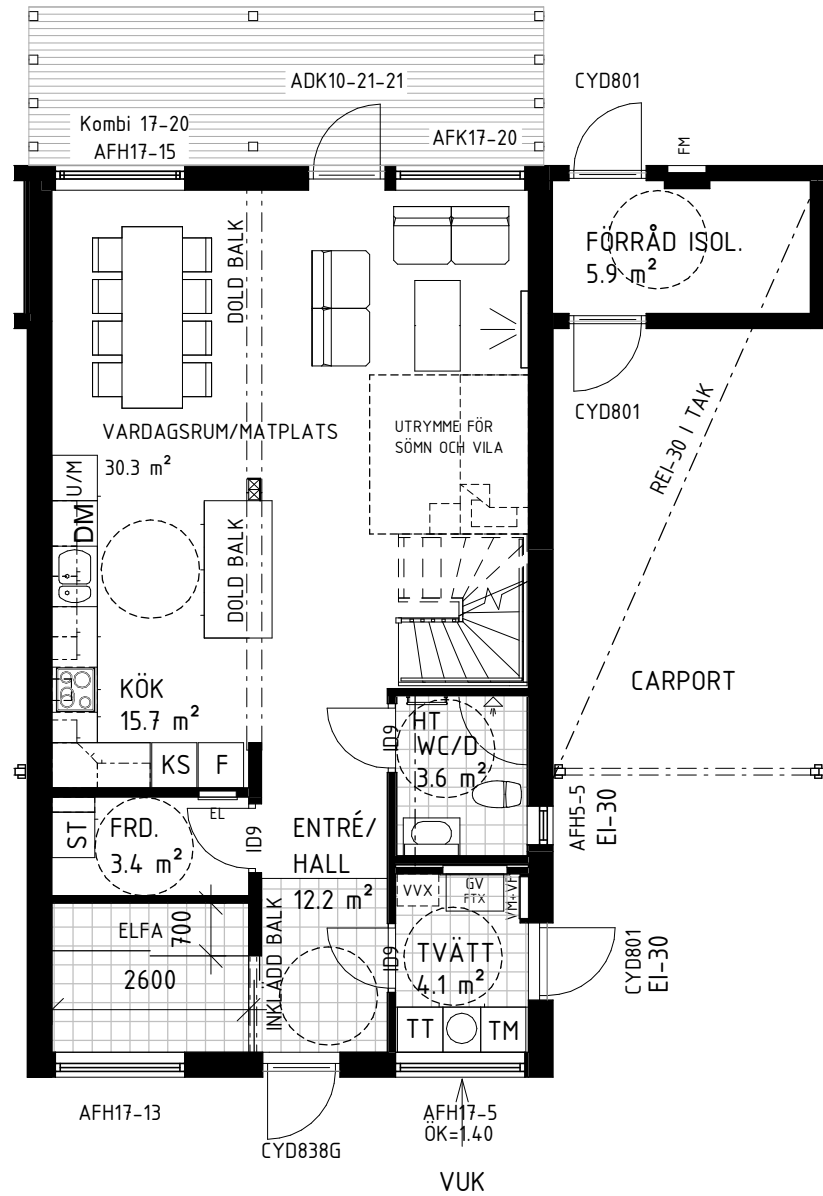 ADK10-21-21
CYD801
Kombi 17-20
AFH17-15
AFK17-20
FM
FÖRRÅD ISOL.
5.9 m²
DOLD BALK
CYD801
REI-30 I TAK
VARDAGSRUM/MATPLATS
30.3 m²
UTRYMME FÖR
SÖMN OCH VILA
U/M
DM
DOLD BALK
KÖK
15.7 m²
CARPORT
KS
F
ID9
HT
WC/D
3.6 m²
EL
ST
FRD.
3.4 m²
ID9
ENTRÉ/
HALL
12.2 m²
AFH5-5
EI-30
VVX
GV
FTX
VM+VF
ELFA
700
2600
INKLÄDD BALK
ID9
TVÄTT
4.1 m²
CYD801
EI-30
TT
TM
AFH17-13
CYD838G
AFH17-5
ÖK=1.40
VUK